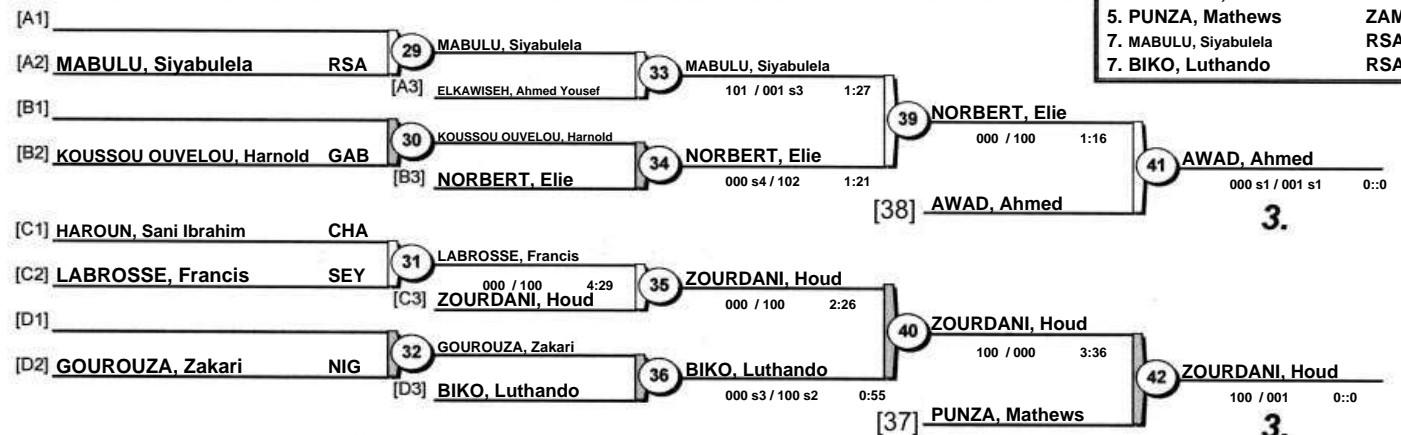 5. PUNZA, Mathews ZAM
7. MABULU, Siyabulela RSA
7. BIKO, Luthando RSA
[A1]
[A2] MABULU, Siyabulela RSA
29 MABULU, Siyabulela
[A3] ELKAWISEH, Ahmed Yousef
33 MABULU, Siyabulela
101 / 001 s3 1:27
[B1]
[B2] KOUSSOU OUVELOU, Harnold GAB
30 KOUSSOU OUVELOU, Harnold
[B3] NORBERT, Elie
34 NORBERT, Elie
000 s4 / 102 1:21
39 NORBERT, Elie
000 / 100 1:16
[38] AWAD, Ahmed
41 AWAD, Ahmed
000 s1 / 001 s1 0::0
3.
[C1] HAROUN, Sani Ibrahim CHA
[C2] LABROSSE, Francis SEY
31 LABROSSE, Francis
000 / 100 4:29
[C3] ZOURDANI, Houd
35 ZOURDANI, Houd
000 / 100 2:26
[D1]
[D2] GOUROUZA, Zakari NIG
32 GOUROUZA, Zakari
[D3] BIKO, Luthando
36 BIKO, Luthando
000 s3 / 100 s2 0:55
40 ZOURDANI, Houd
100 / 000 3:36
[37] PUNZA, Mathews
42 ZOURDANI, Houd
100 / 001 0::0
3.